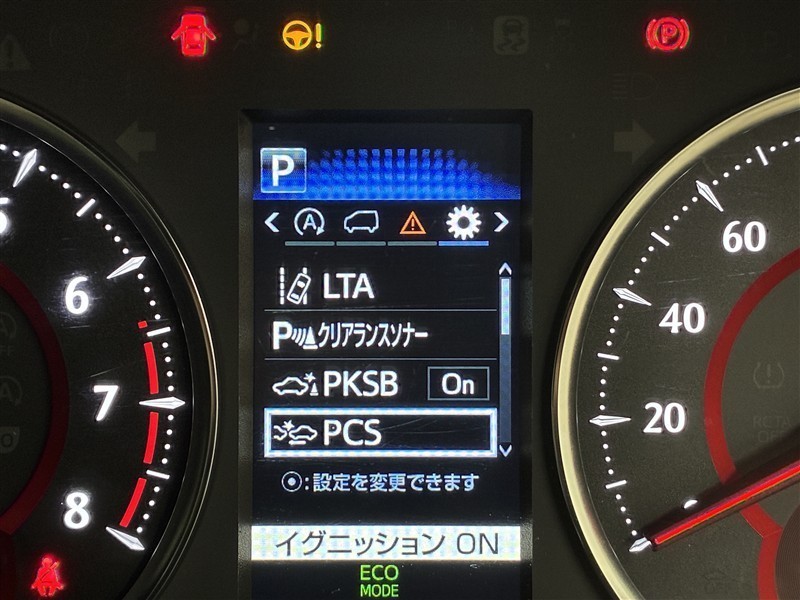 P
P
A
LTA
Pクリアランスソナー
PKSB On
PCS
:設定を変更できます
イグニッション ON
ECO
MODE
6
7
8
60
40
20